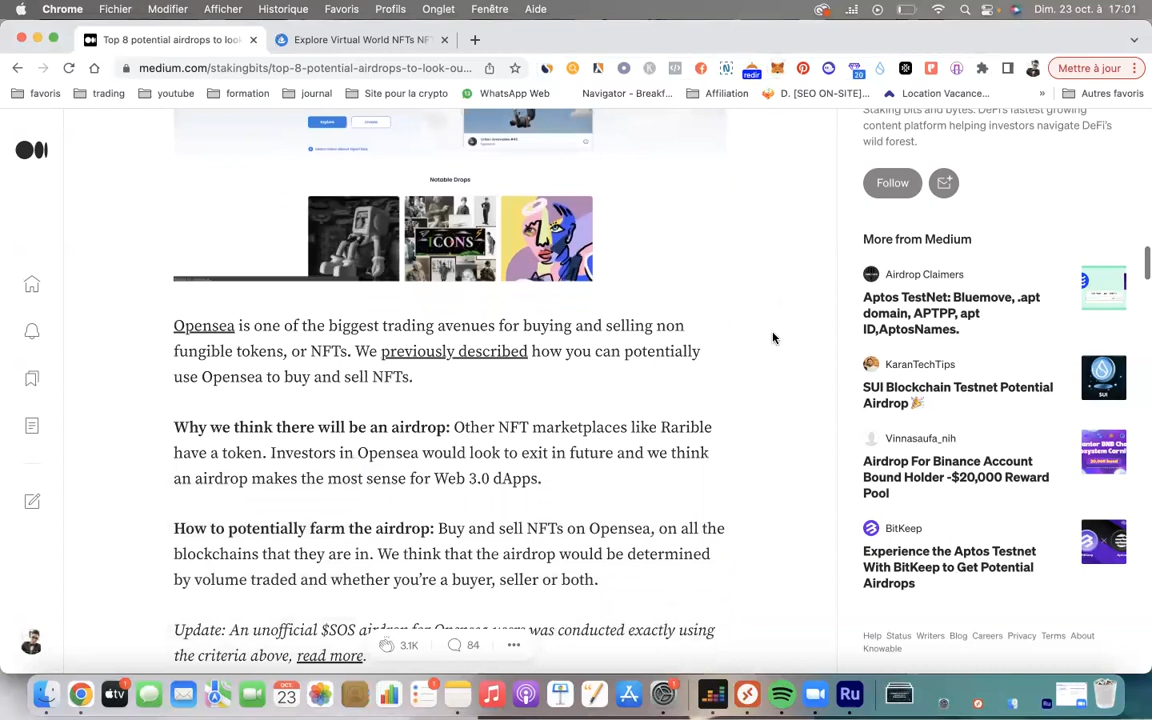 Chrome Fichier Modifier Afficher Historique Favoris Profils Onglet Fenêtre Aide Dim. 23 oct. à 17:01
Top 8 potential airdrops to look Explore Virtual World NFTs NF
medium.com/stakingbits/top-8-potential-airdrops-to-look-ou... redir 20 Mettre à jour
favoris trading youtube formation journal Site pour la crypto WhatsApp Web Navigator - Breakf... Affiliation D. [SEO ON-SITE]... Location Vacance... » Autres favoris
Staking bits and bytes. DeFi's fastest growing
content platform helping investors navigate DeFi's
wild forest.
Explore Create
Follow
Notable Drops
ICONS
Opensea is one of the biggest trading avenues for buying and selling non
fungible tokens, or NFTs. We previously described how you can potentially
use Opensea to buy and sell NFTs.
Why we think there will be an airdrop: Other NFT marketplaces like Rarible
have a token. Investors in Opensea would look to exit in future and we think
an airdrop makes the most sense for Web 3.0 dApps.
How to potentially farm the airdrop: Buy and sell NFTs on Opensea, on all the
blockchains that they are in. We think that the airdrop would be determined
by volume traded and whether you're a buyer, seller or both.
Update: An unofficial $SOS airdrop for Opensea users was conducted exactly using
the criteria above, read more.
3.1K 84
More from Medium
Airdrop Claimers
Aptos TestNet: Bluemove, .apt
domain, APTPP, apt
ID,AptosNames.
KaranTechTips
SUI Blockchain Testnet Potential
Airdrop🎉
SUI
Vinnasaufa_nih
Airdrop For Binance Account
Bound Holder -$20,000 Reward
Pool
BitKeep
Experience the Aptos Testnet
With BitKeep to Get Potential
Airdrops
Help Status Writers Blog Careers Privacy Terms About
Knowable
tv OCT 23 Ru